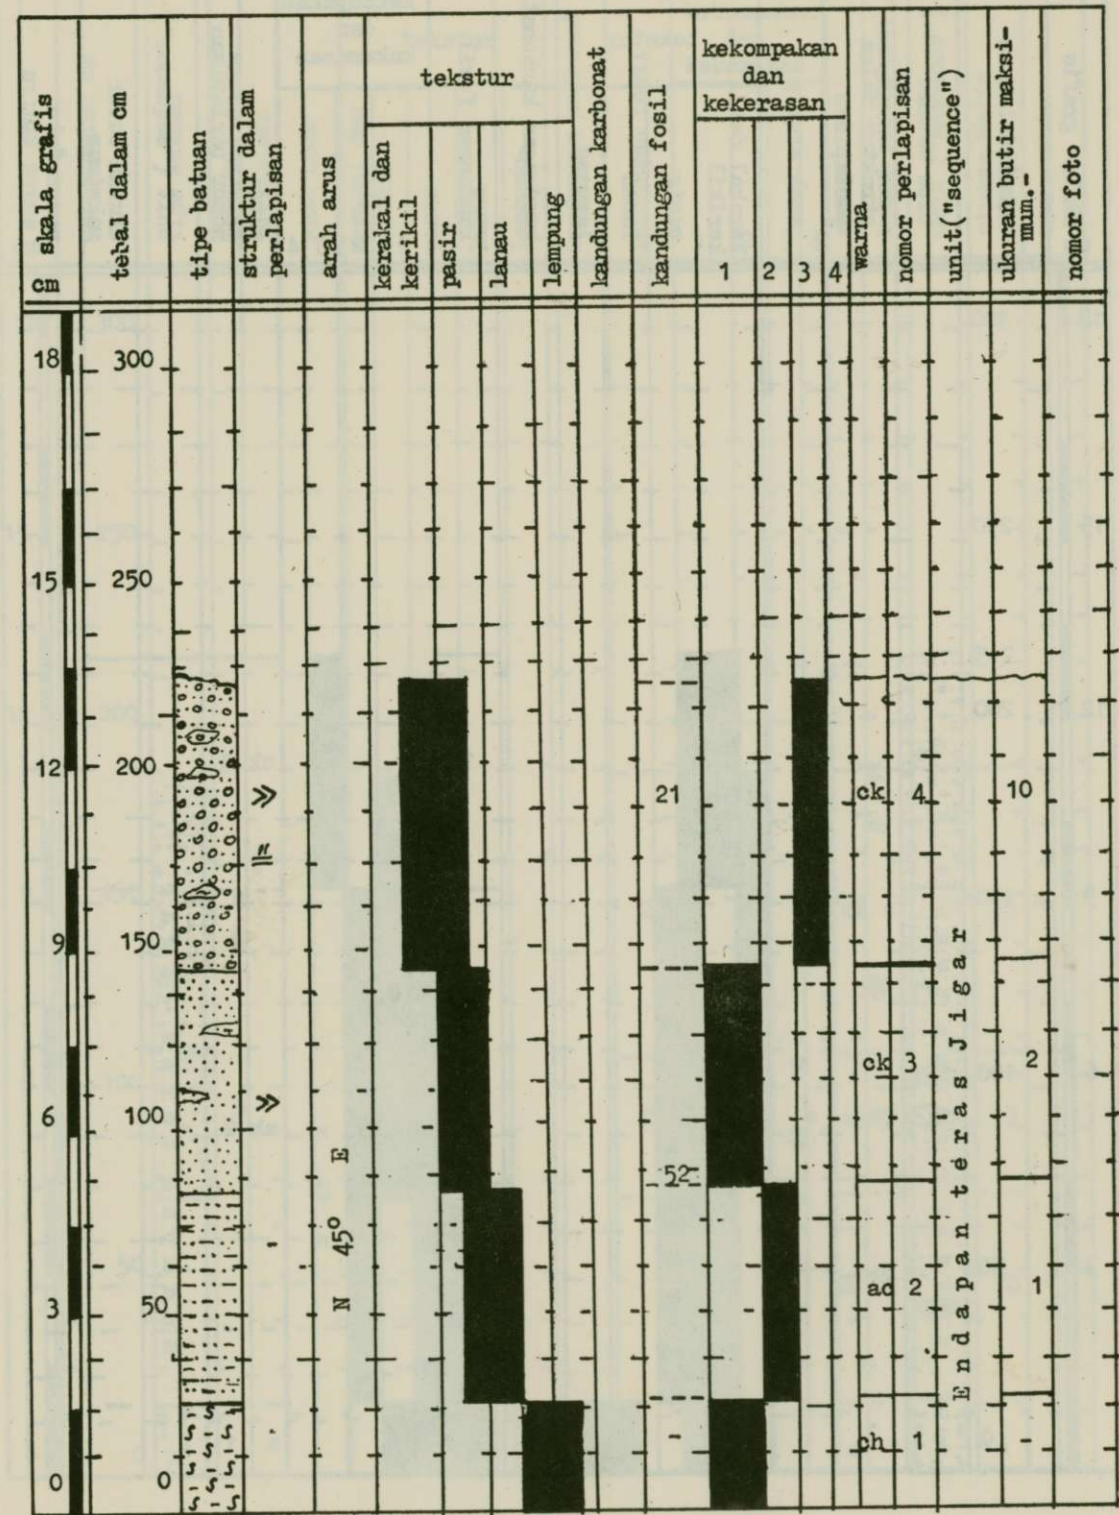 cm skala grafis
tebal dalam cm
tipe batuan
struktur dalam
perlapisan
arah arus
tekstur
kerakal dan
kerikil
pasir
lanau
lempung
kandungan karbonat
kandungan fosil
kekompakan
dan
kekerasan
1 2 3 4
warna
nomor perlapisan
unit("sequence")
ukuran butir maksi-
mum.-
nomor foto
18 300
15 250
12 200
21 ck 4 10
9 150
ck 3 2
6 100
52
N 45° E
Endapan teras Jigar
3 50 ac 2 1
ch 1 -
0 0